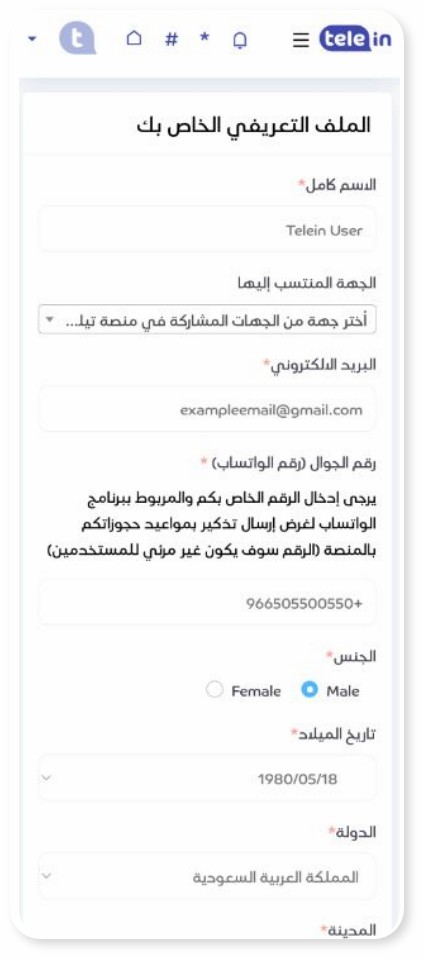 telein
# *
t
الملف التعريفي الخاص بك
الاسم كامل*
Telein User
الجهة المنتسب إليها
أختر جهة من الجهات المشاركة في منصة تيلـ...
البريد الالكتروني*
exampleemail@gmail.com
رقم الجوال (رقم الواتساب) *
يرجى إدخال الرقم الخاص بكم والمربوط ببرنامج
الواتساب لغرض إرسال تذكير بمواعيد حجوزاتكم
بالمنصة (الرقم سوف يكون غير مرئي للمستخدمين)
966505500550+
الجنس*
Male Female
تاريخ الميلاد*
1980/05/18
الدولة*
المملكة العربية السعودية
المدينة*